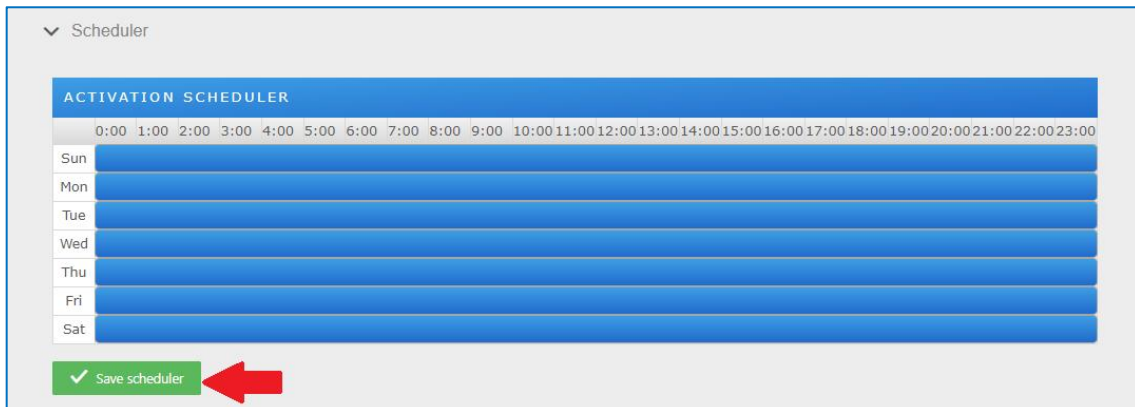 Scheduler
ACTIVATION SCHEDULER
0:00 1:00 2:00 3:00 4:00 5:00 6:00 7:00 8:00 9:00 10:00 11:00 12:00 13:00 14:00 15:00 16:00 17:00 18:00 19:00 20:00 21:00 22:00 23:00
Sun
Mon
Tue
Wed
Thu
Fri
Sat
Save scheduler